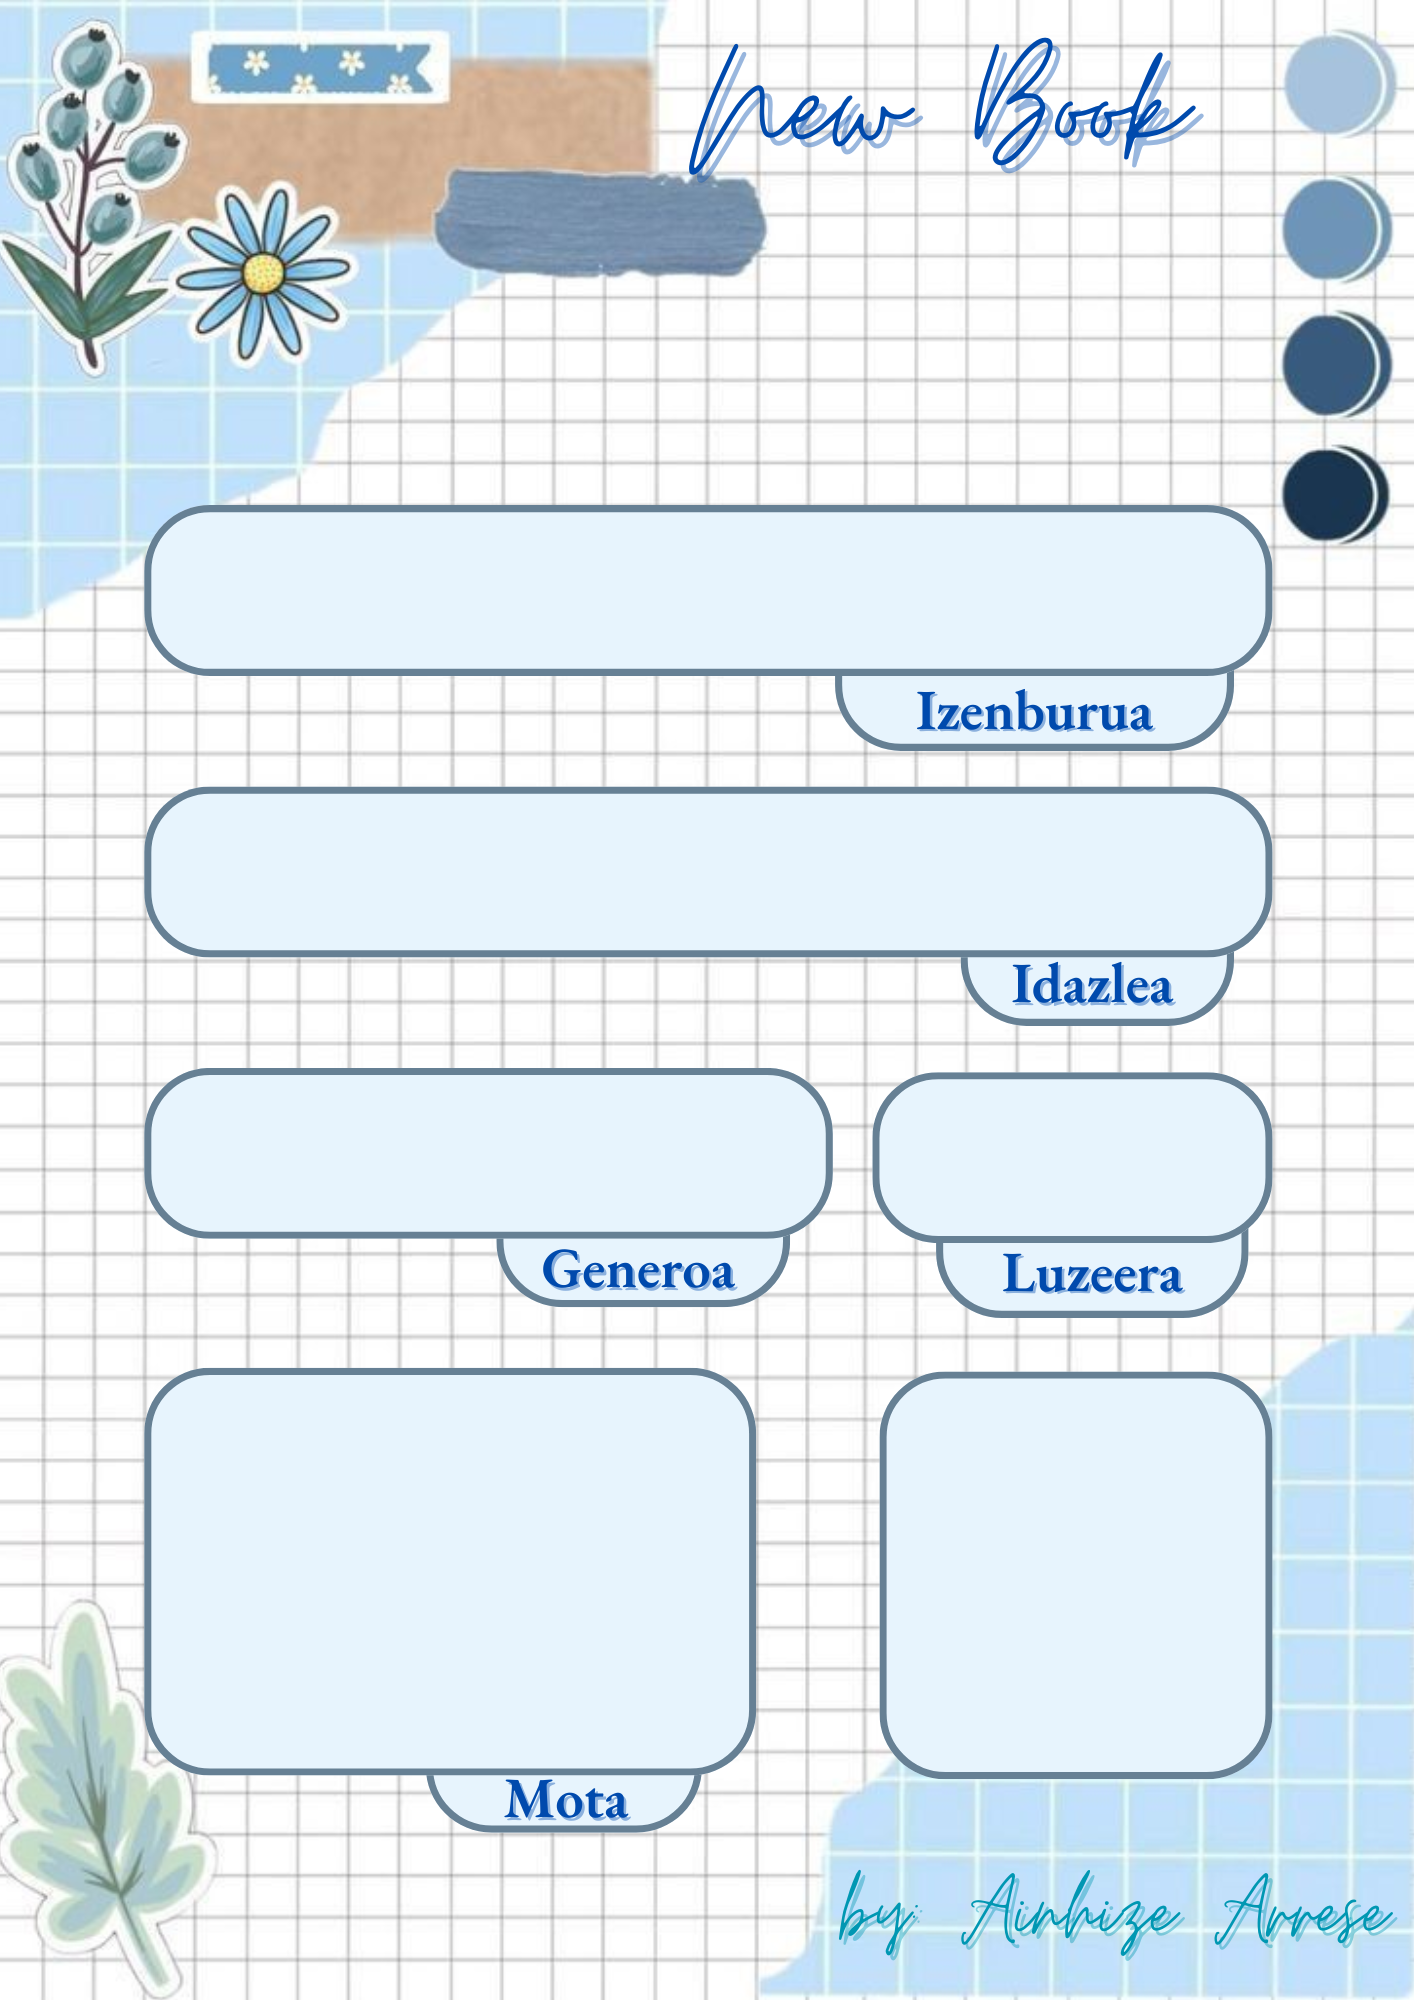 New Book
Izenburua
Idazlea
Generoa
Luzeera
Mota
by: Ainhize Arrese